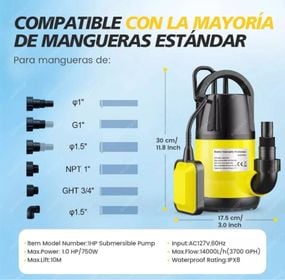 COMPATIBLE CON LA MAYORÍA
DE MANGUERAS ESTÁNDAR
Para mangueras de:
φ1"
G1"
φ1.5"
NPT 1"
GHT 3/4"
φ1.5"
30 cm/
11.8 inch
17.5 cm
3.0 inch
Item Model Number:1HP Submersible Pump
Max.Power: 1.0 HP/750W
Max.Lift:10M
Input:AC127V,60Hz
Max.Flow:14000L/h(3700 GPH)
Waterproof Rating:IPX8